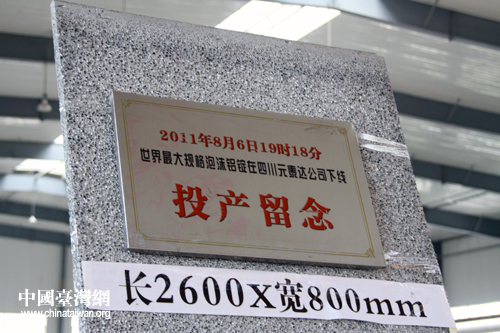 2011年8月6日19时18分
世界最大规格泡沫铝锭在四川元泰达公司下线
投产留念
长2600X宽800mm
中國臺灣網
www.chinataiwan.org